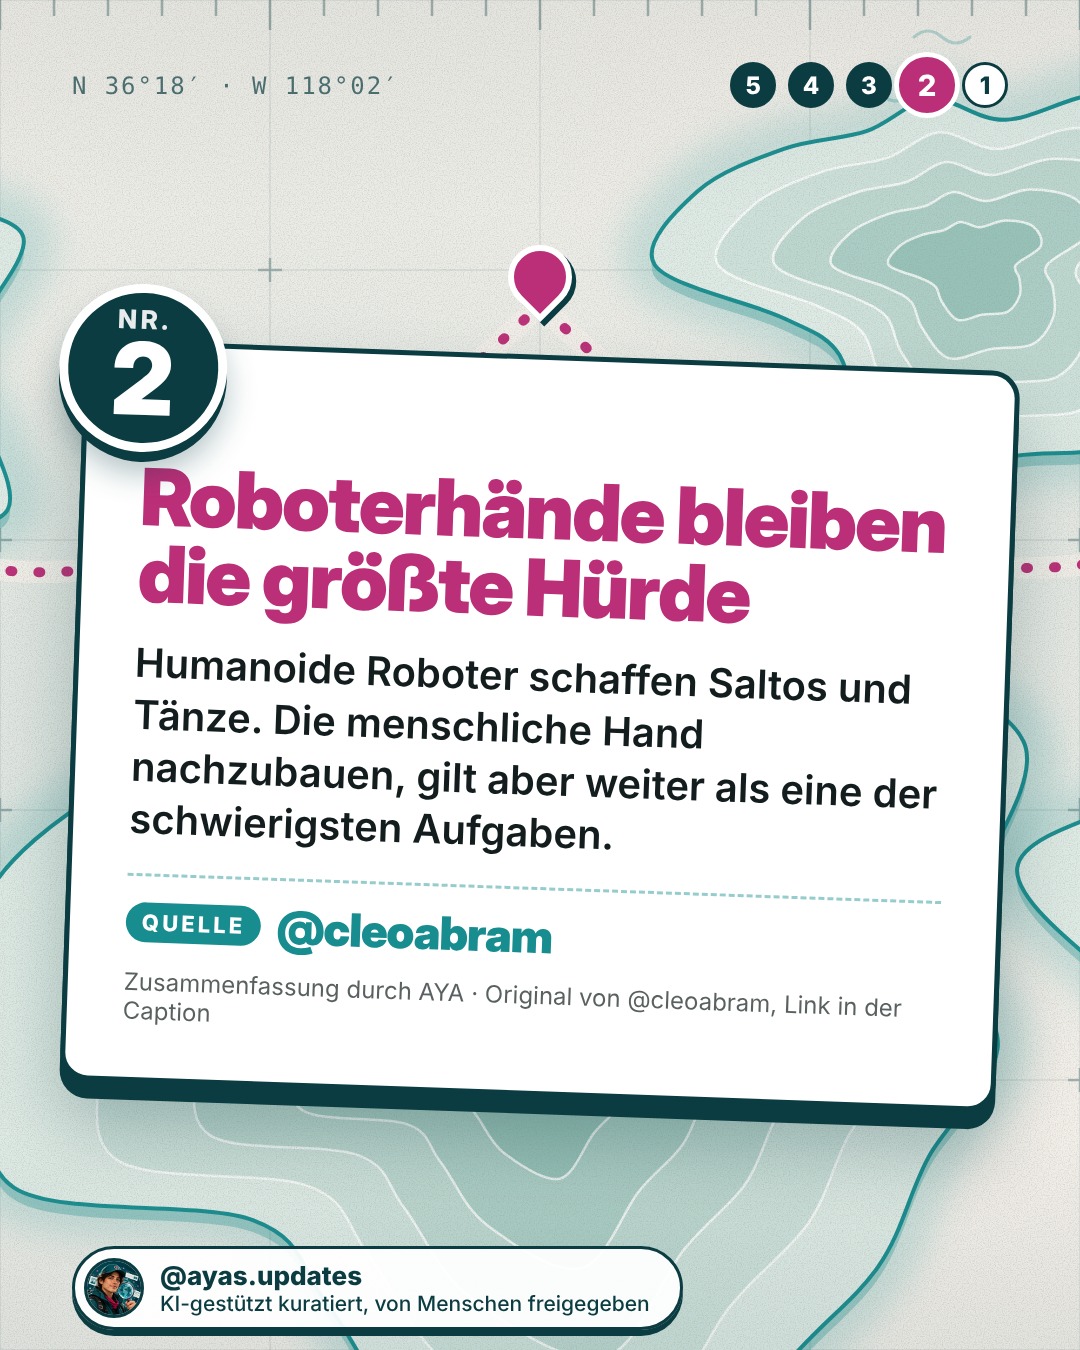 N 36°18′ · W 118°02′
5 4 3 2 1
NR.
2
Roboterhände bleiben
die größte Hürde
Humanoide Roboter schaffen Saltos und
Tänze. Die menschliche Hand
nachzubauen, gilt aber weiter als eine der
schwierigsten Aufgaben.
QUELLE @cleoabram
Zusammenfassung durch AYA · Original von @cleoabram, Link in der
Caption
@ayas.updates
KI-gestützt kuratiert, von Menschen freigegeben